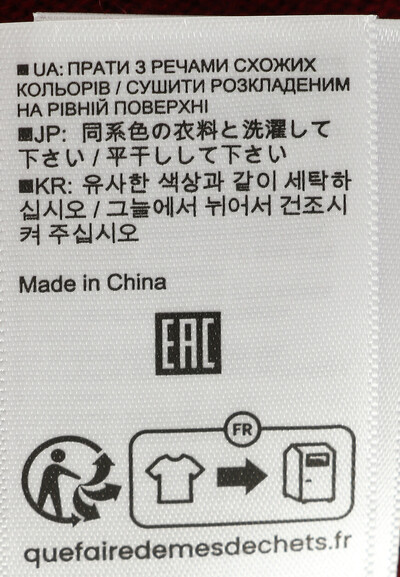 ■ UA: ПРАТИ З РЕЧАМИ СХОЖИХ
КОЛЬОРІВ / СУШИТИ РОЗКЛАДЕНИМ
НА РІВНІЙ ПОВЕРХНІ
■JP: 同系色の衣料と洗濯して
下さい / 平干しして下さい
■KR: 유사한 색상과 같이 세탁하
십시오 / 그늘에서 뉘어서 건조시
켜 주십시오
Made in China
EAC
FR
quefairedemesdechets.fr